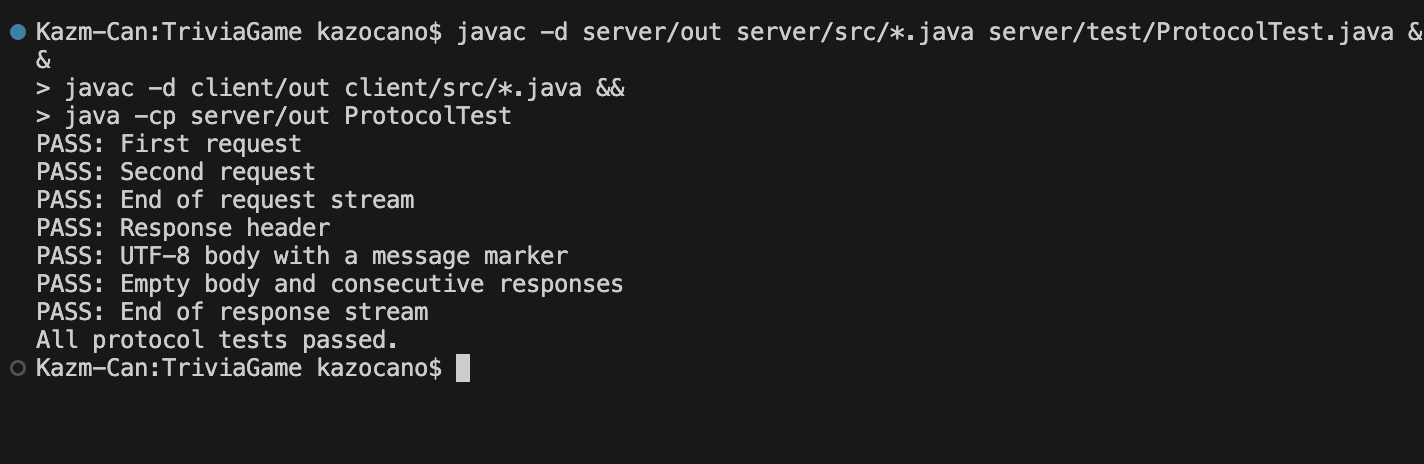 Kazm-Can:TriviaGame kazocano$ javac -d server/out server/src/*.java server/test/ProtocolTest.java &
&
> javac -d client/out client/src/*.java &&
> java -cp server/out ProtocolTest
PASS: First request
PASS: Second request
PASS: End of request stream
PASS: Response header
PASS: UTF-8 body with a message marker
PASS: Empty body and consecutive responses
PASS: End of response stream
All protocol tests passed.
Kazm-Can:TriviaGame kazocano$